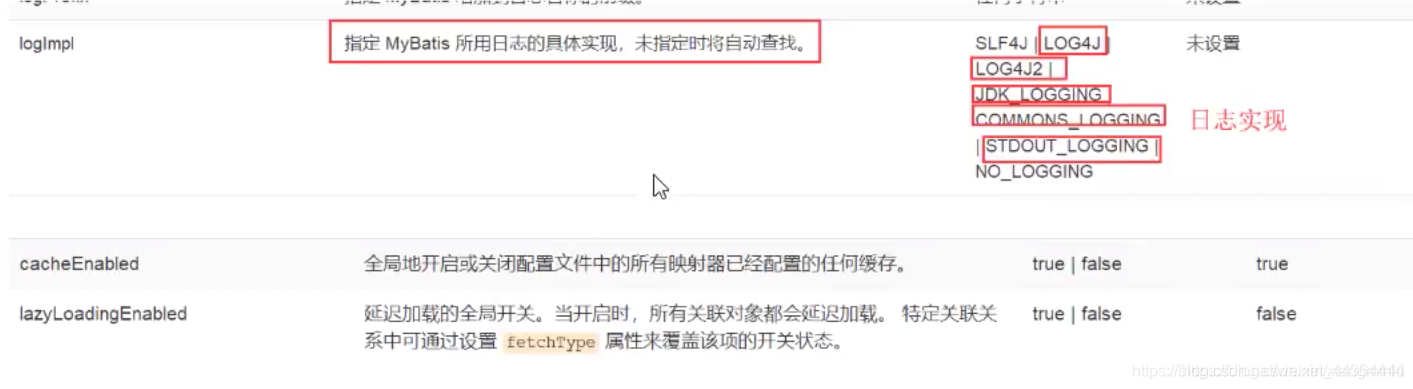 logImpl 指定 MyBatis 所用日志的具体实现，未指定时将自动查找。 SLF4J | LOG4J | 未设置
LOG4J2 |
JDK_LOGGING
COMMONS_LOGGING 日志实现
| STDOUT_LOGGING |
NO_LOGGING
cacheEnabled 全局地开启或关闭配置文件中的所有映射器已经配置的任何缓存。 true | false true
lazyLoadingEnabled 延迟加载的全局开关。当开启时，所有关联对象都会延迟加载。 特定关联关 true | false false
系中可通过设置 fetchType 属性来覆盖该项的开关状态。